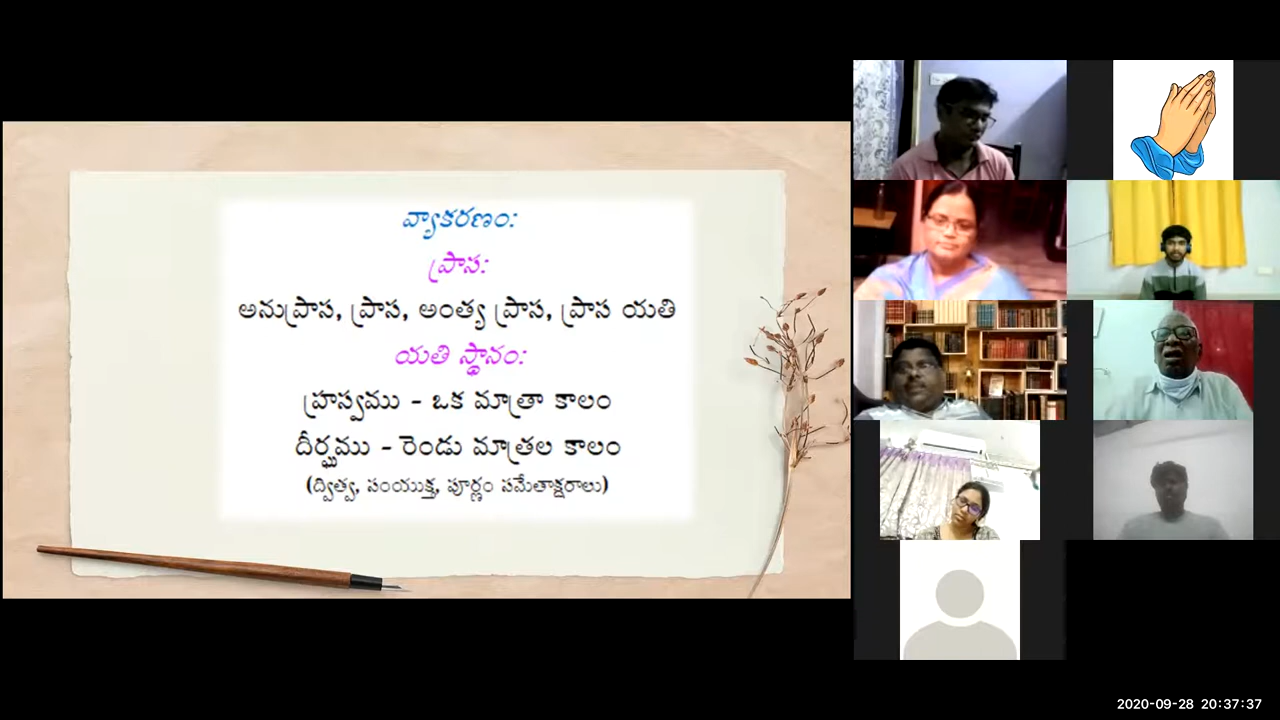 వ్యాకరణం:
ప్రాస:
అనుప్రాస, ప్రాస, అంత్య ప్రాస, ప్రాస యతి
యతి స్థానం:
హ్రస్వము - ఒక మాత్రా కాలం
దీర్ఘము - రెండు మాత్రల కాలం
(ద్విత్వ, సంయుక్త, పూర్ణం సమేతాక్షరాలు)
2020-09-28 20:37:37